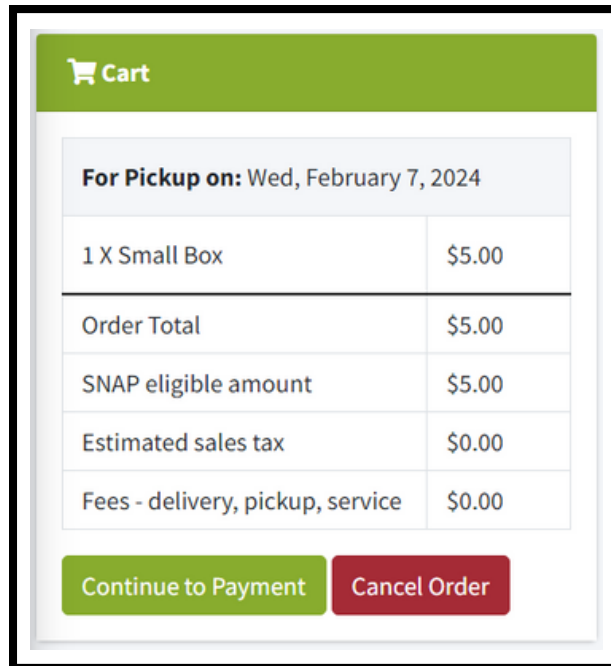 Cart
For Pickup on: Wed, February 7, 2024
1 X Small Box $5.00
Order Total $5.00
SNAP eligible amount $5.00
Estimated sales tax $0.00
Fees - delivery, pickup, service $0.00
Continue to Payment Cancel Order